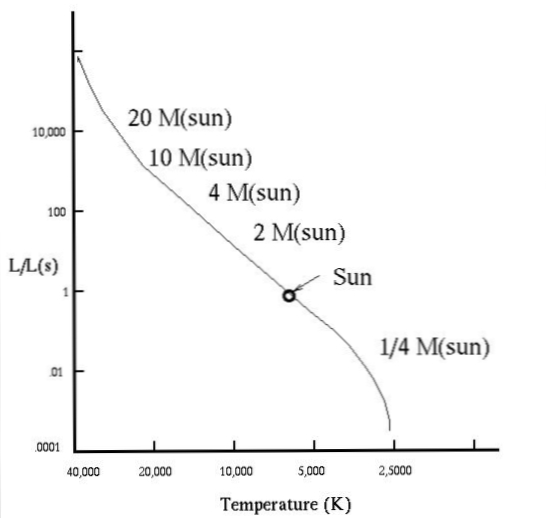 20 M(sun)
10,000
10 M(sun)
4 M(sun)
100
2 M(sun)
L/L(s)
Sun
1
1/4 M(sun)
.01
.0001
40,000 20,000 10,000 5,000 2,5000
Temperature (K)